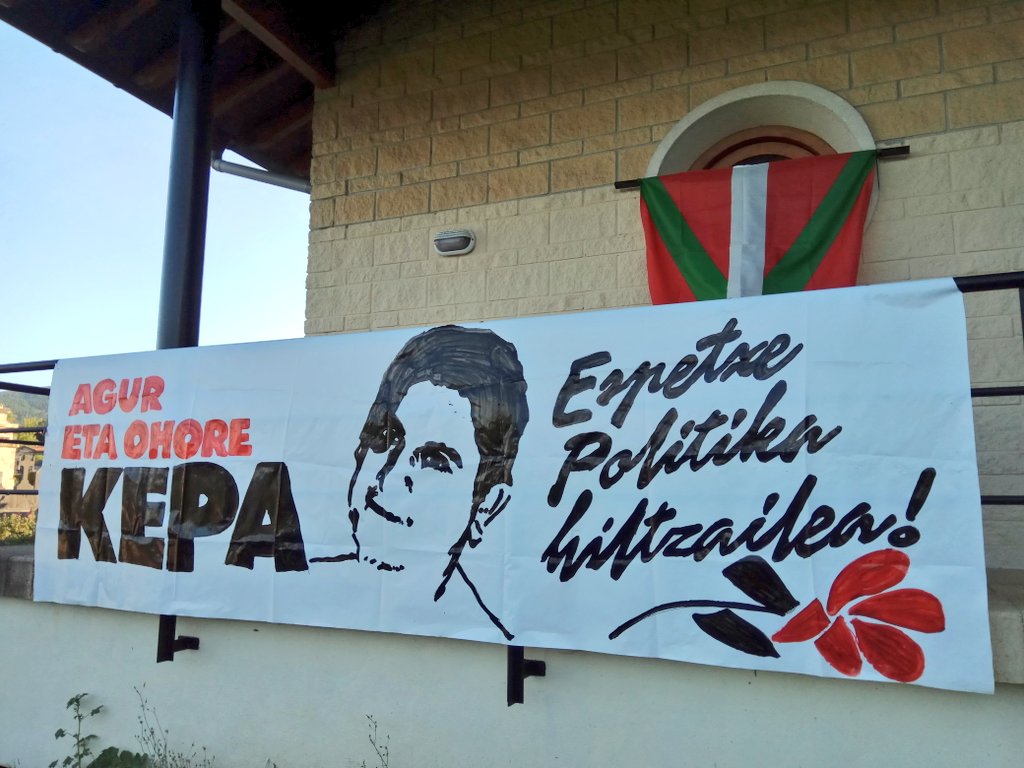 AGUR
ETA OHORE
KEPA
Espetxe
Politika
hiltzailea!